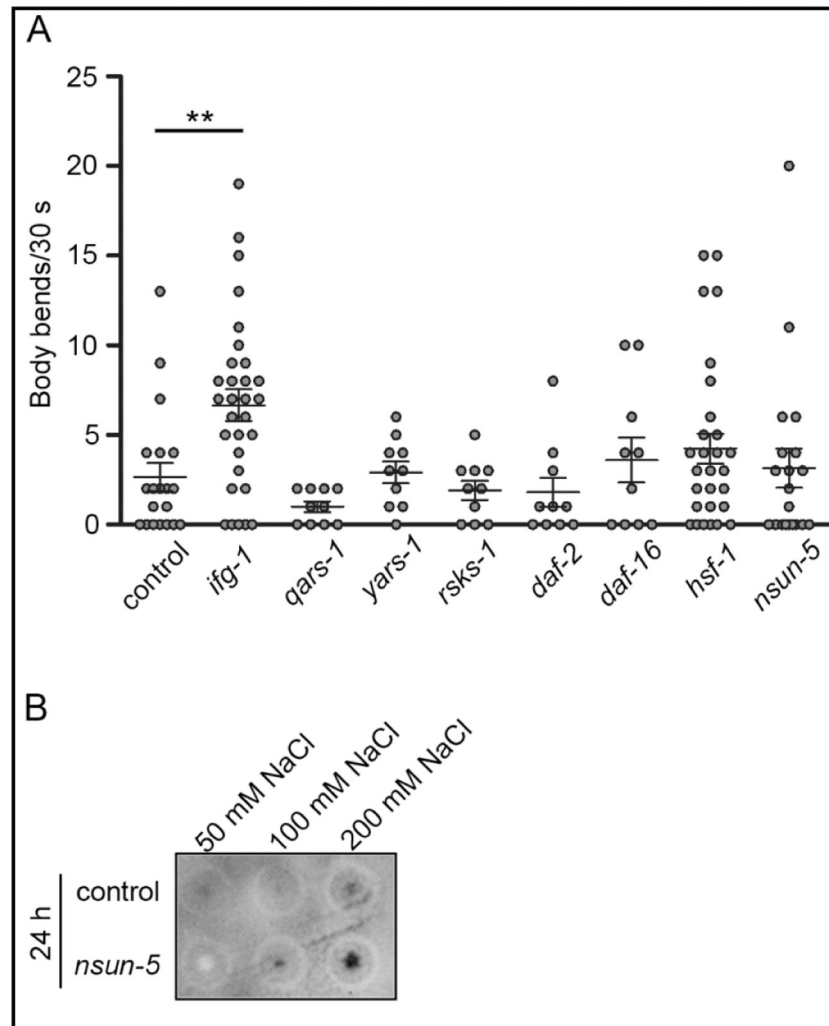 A
25
20
15
10
5
0
Body bends/30 s
**
control
ifg-1
qars-1
yars-1
rsks-1
daf-2
daf-16
hsf-1
nsun-5
B
50 mM NaCl
100 mM NaCl
200 mM NaCl
24 h
control
nsun-5